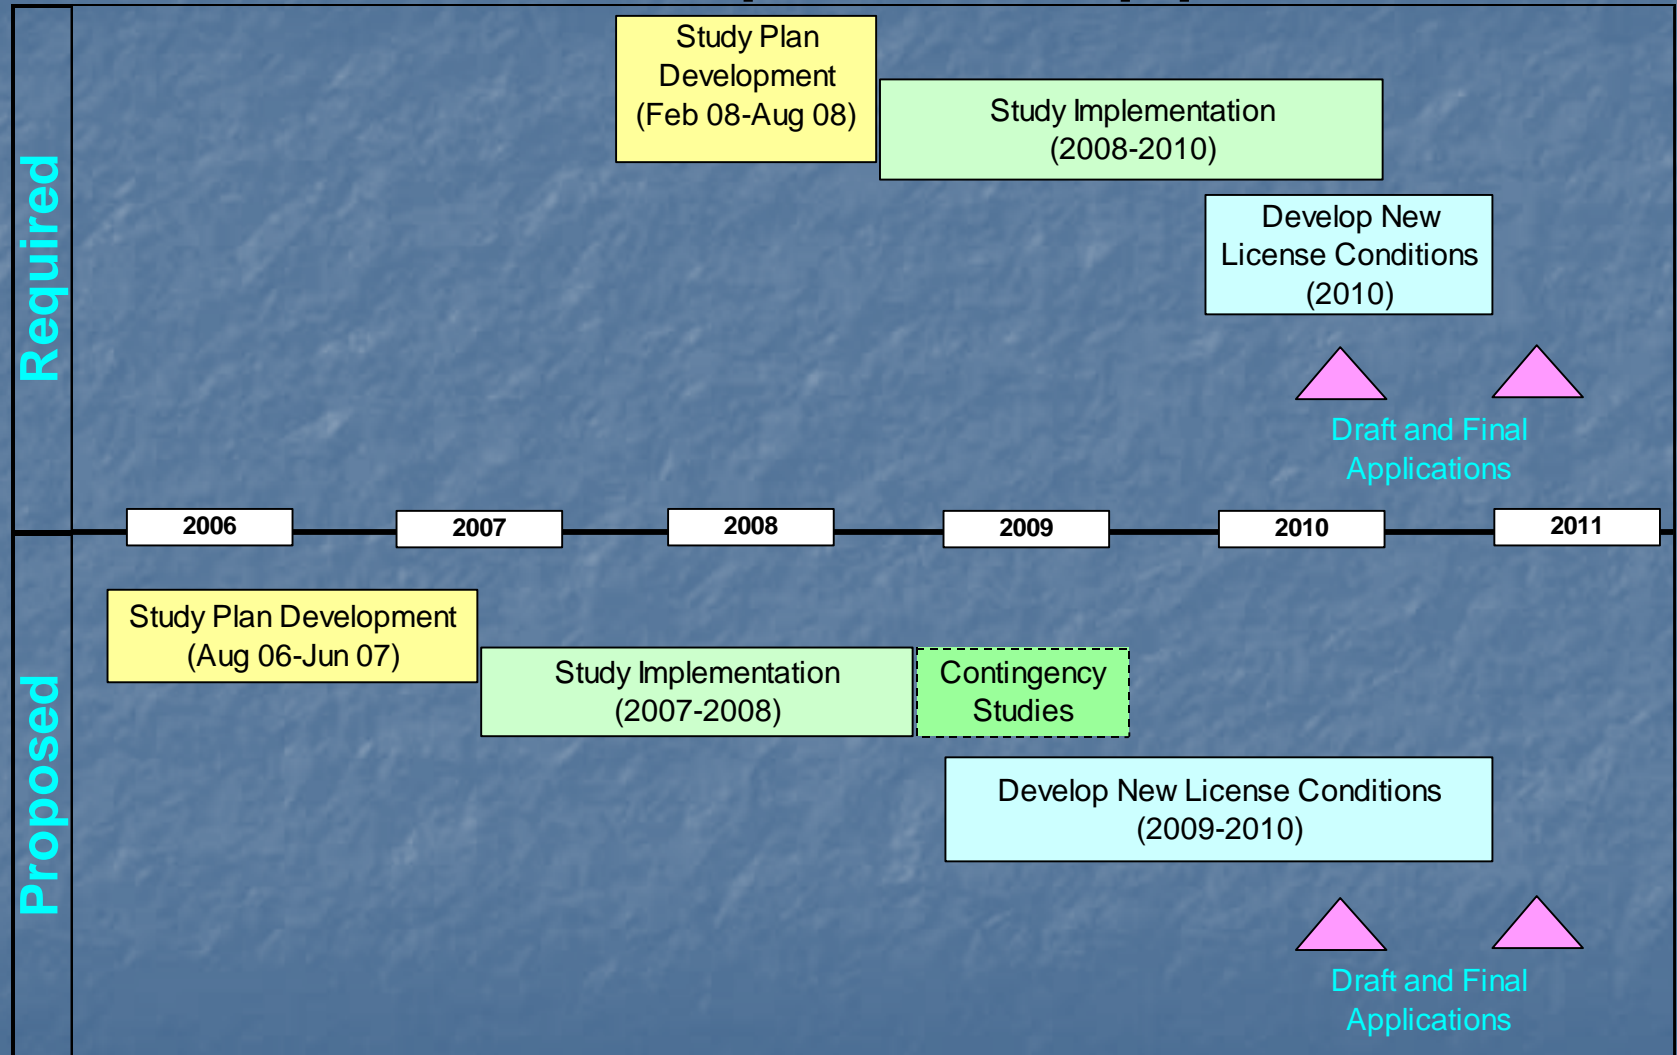 Required
Study Plan
Development
(Feb 08-Aug 08)
Study Implementation
(2008-2010)
Develop New
License Conditions
(2010)
Draft and Final
Applications
2006
2007
2008
2009
2010
2011
Proposed
Study Plan Development
(Aug 06-Jun 07)
Study Implementation
(2007-2008)
Contingency
Studies
Develop New License Conditions
(2009-2010)
Draft and Final
Applications